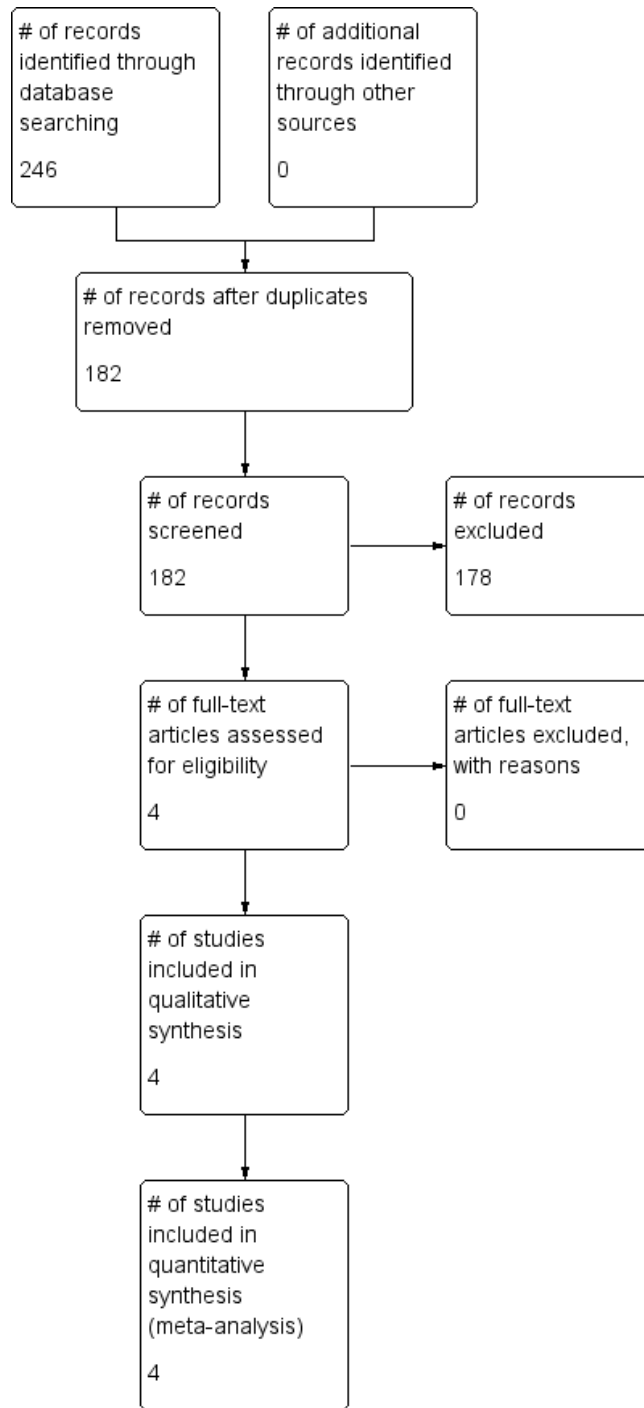 # of records
identified through
database
searching
246
# of additional
records identified
through other
sources
0
# of records after duplicates
removed
182
# of records
screened
182
# of records
excluded
178
# of full-text
articles assessed
for eligibility
4
# of full-text
articles excluded,
with reasons
0
# of studies
included in
qualitative
synthesis
4
# of studies
included in
quantitative
synthesis
(meta-analysis)
4